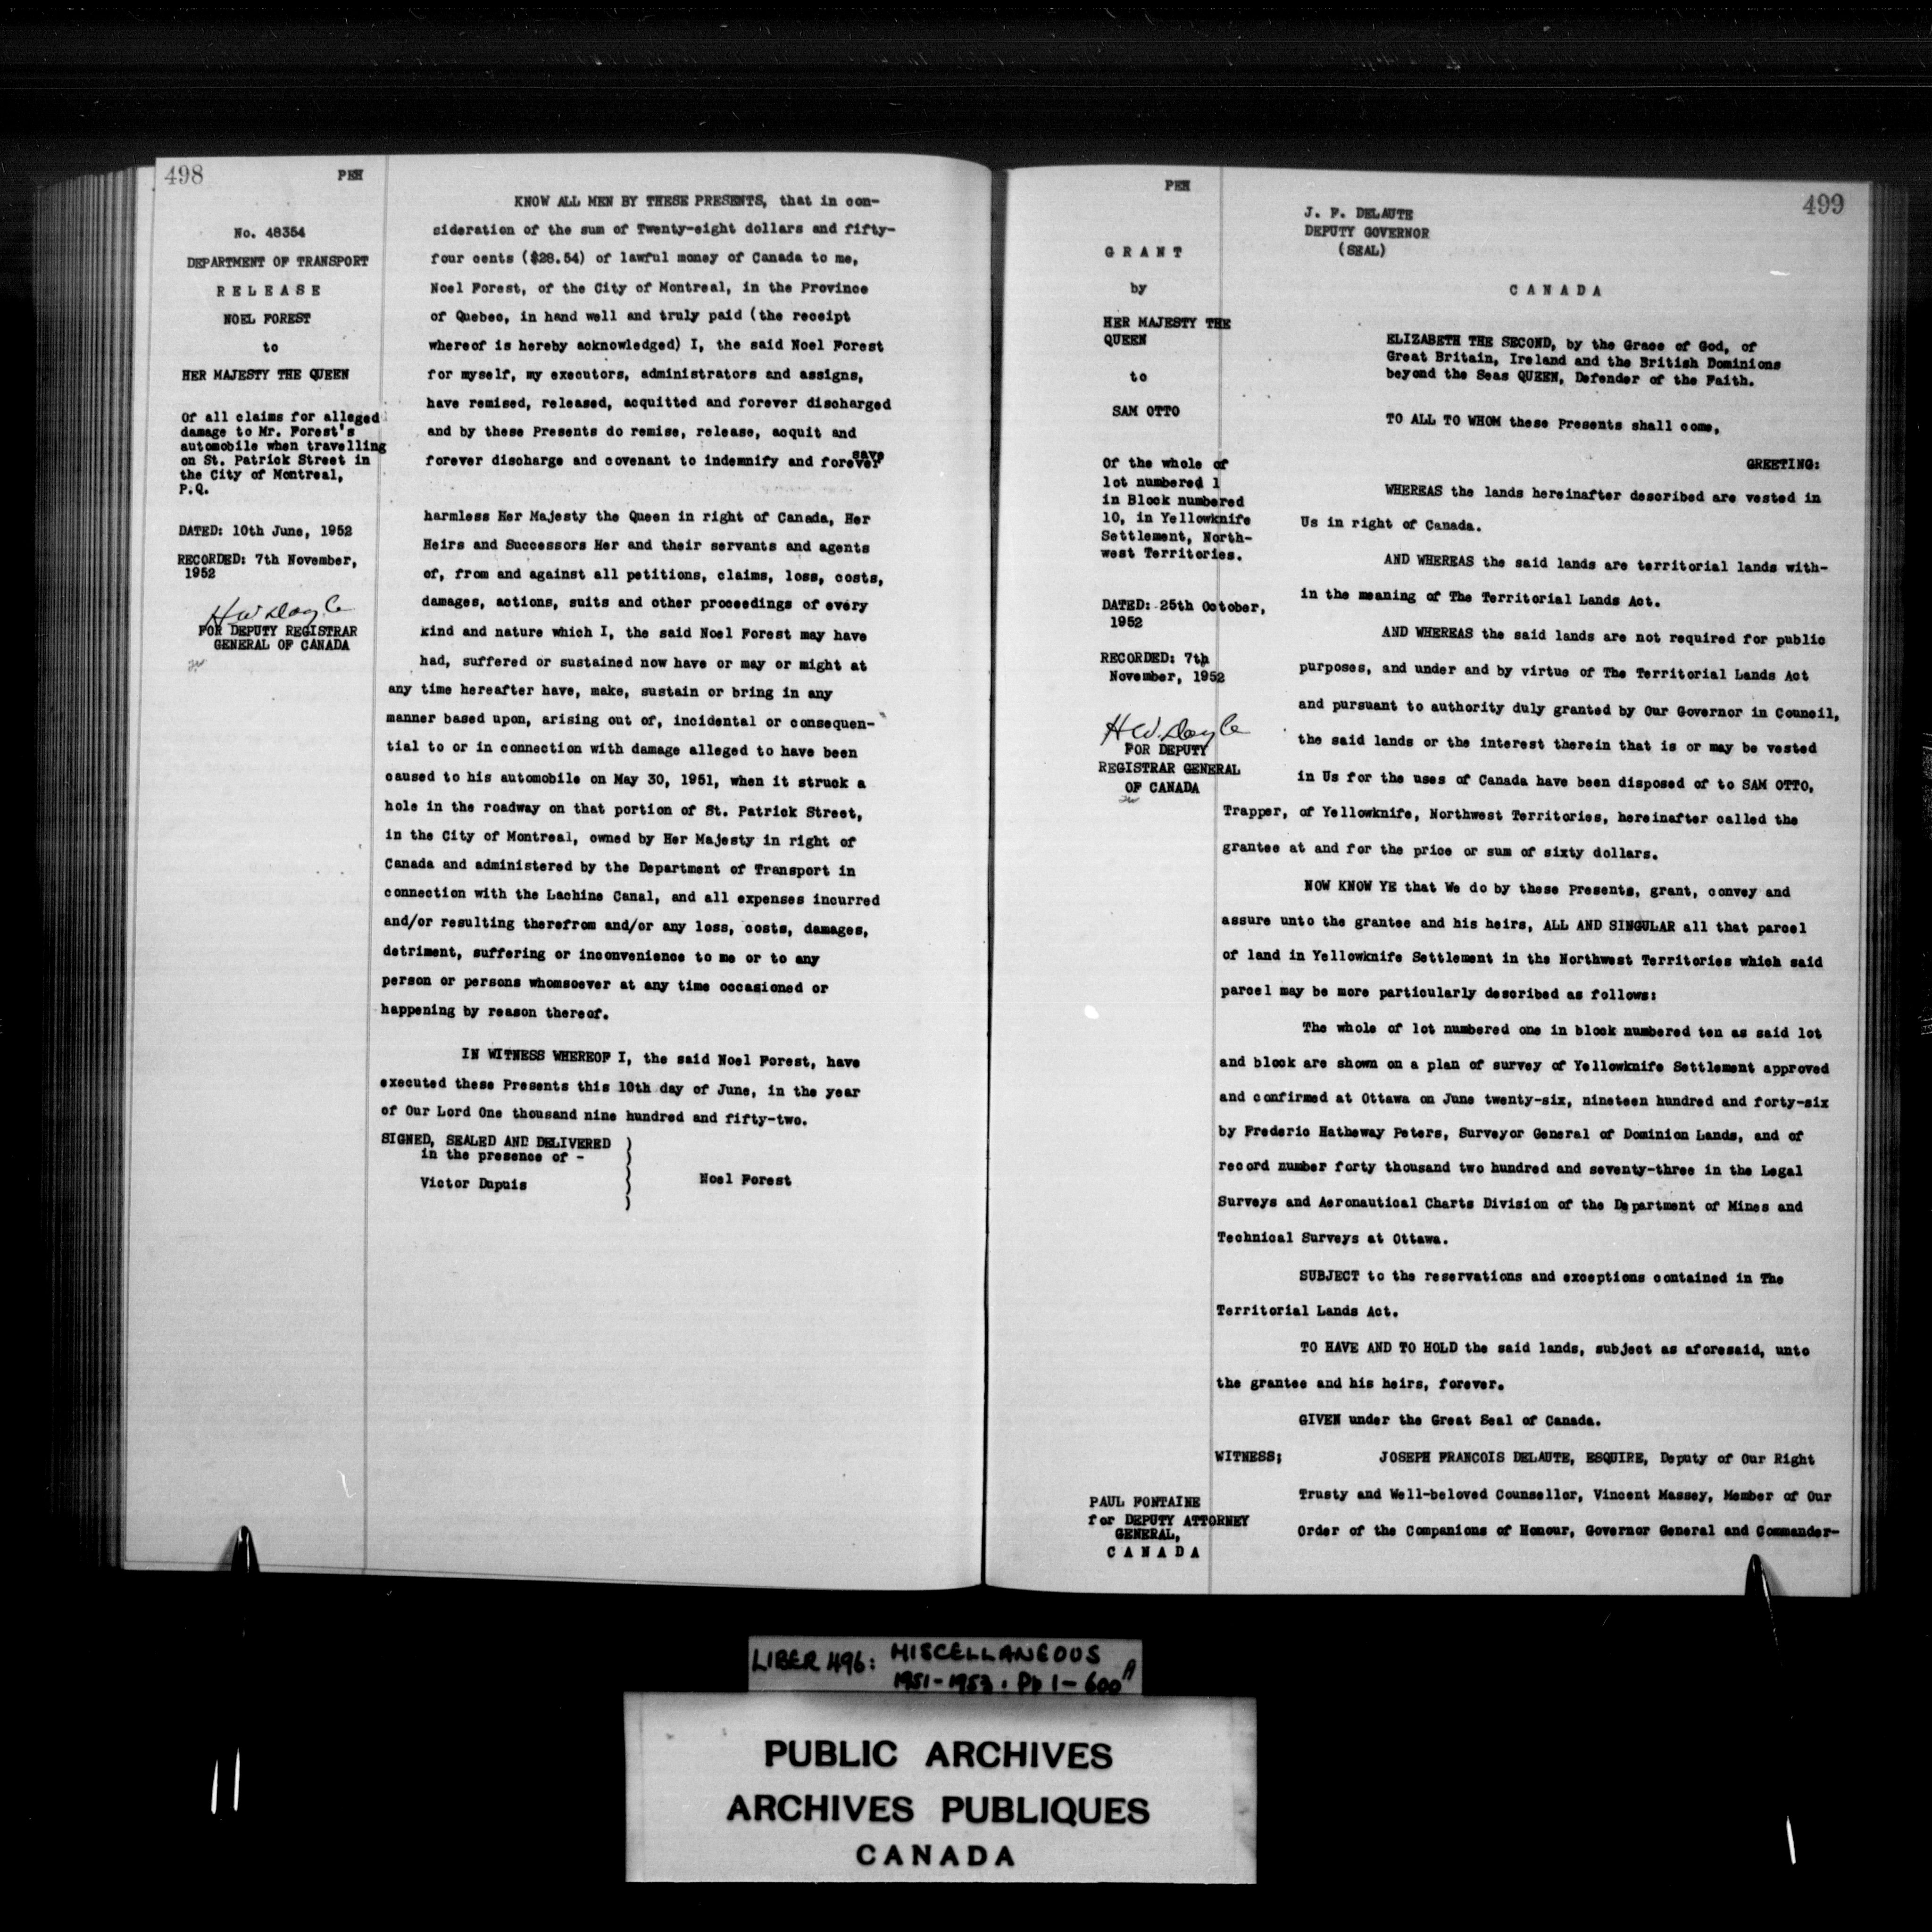 498
PEH
No. 48354
DEPARTMENT OF TRANSPORT
R E L E A S E
NOEL FOREST
to
HER MAJESTY THE QUEEN
Of all claims for alleged
damage to Mr. Forest's
automobile when travelling
on St. Patrick Street in
the City of Montreal,
P.Q.
DATED: 10th June, 1952
RECORDED: 7th November,
1952
H W Doyle
FOR DEPUTY REGISTRAR
GENERAL OF CANADA
KNOW ALL MEN BY THESE PRESENTS, that in con-
sideration of the sum of Twenty-eight dollars and fifty-
four cents ($28.54) of lawful money of Canada to me,
Noel Forest, of the City of Montreal, in the Province
of Quebec, in hand well and truly paid (the receipt
whereof is hereby acknowledged) I, the said Noel Forest
for myself, my executors, administrators and assigns,
have remised, released, acquitted and forever discharged
and by these Presents do remise, release, acquit and
forever discharge and covenant to indemnify and forever save
harmless Her Majesty the Queen in right of Canada, Her
Heirs and Successors Her and their servants and agents
of, from and against all petitions, claims, loss, costs,
damages, actions, suits and other proceedings of every
kind and nature which I, the said Noel Forest may have
had, suffered or sustained now have or may or might at
any time hereafter have, make, sustain or bring in any
manner based upon, arising out of, incidental or consequen-
tial to or in connection with damage alleged to have been
caused to his automobile on May 30, 1951, when it struck a
hole in the roadway on that portion of St. Patrick Street,
in the City of Montreal, owned by Her Majesty in right of
Canada and administered by the Department of Transport in
connection with the Lachine Canal, and all expenses incurred
and/or resulting therefrom and/or any loss, costs, damages,
detriment, suffering or inconvenience to me or to any
person or persons whomsoever at any time occasioned or
happening by reason thereof.
IN WITNESS WHEREOF I, the said Noel Forest, have
executed these Presents this 10th day of June, in the year
of Our Lord One thousand nine hundred and fifty-two.
SIGNED, SEALED AND DELIVERED )
in the presence of - )
Victor Dupuis ) Noel Forest
PEH
499
G R A N T
by
HER MAJESTY THE
QUEEN
to
SAM OTTO
Of the whole of
lot numbered 1
in Block numbered
10, in Yellowknife
Settlement, North-
west Territories.
DATED: 25th October,
1952
RECORDED: 7th
November, 1952
H W. Doyle
FOR DEPUTY
REGISTRAR GENERAL
OF CANADA
J. F. DELAUTE
DEPUTY GOVERNOR
(SEAL)
C A N A D A
ELIZABETH THE SECOND, by the Grace of God, of
Great Britain, Ireland and the British Dominions
beyond the Seas QUEEN, Defender of the Faith.
TO ALL TO WHOM these Presents shall come,
GREETING:
WHEREAS the lands hereinafter described are vested in
Us in right of Canada.
AND WHEREAS the said lands are territorial lands with-
in the meaning of The Territorial Lands Act.
AND WHEREAS the said lands are not required for public
purposes, and under and by virtue of The Territorial Lands Act
and pursuant to authority duly granted by Our Governor in Council,
the said lands or the interest therein that is or may be vested
in Us for the uses of Canada have been disposed of to SAM OTTO,
Trapper, of Yellowknife, Northwest Territories, hereinafter called the
grantee at and for the price or sum of sixty dollars.
NOW KNOW YE that We do by these Presents, grant, convey and
assure unto the grantee and his heirs, ALL AND SINGULAR all that parcel
of land in Yellowknife Settlement in the Northwest Territories which said
parcel may be more particularly described as follows:
The whole of lot numbered one in block numbered ten as said lot
and block are shown on a plan of survey of Yellowknife Settlement approved
and confirmed at Ottawa on June twenty-six, nineteen hundred and forty-six
by Frederic Hatheway Peters, Surveyor General of Dominion Lands, and of
record number forty thousand two hundred and seventy-three in the Legal
Surveys and Aeronautical Charts Division of the Department of Mines and
Technical Surveys at Ottawa.
SUBJECT to the reservations and exceptions contained in The
Territorial Lands Act.
TO HAVE AND TO HOLD the said lands, subject as aforesaid, unto
the grantee and his heirs, forever.
GIVEN under the Great Seal of Canada.
WITNESS; JOSEPH FRANCOIS DELAUTE, ESQUIRE, Deputy of Our Right
Trusty and Well-beloved Counsellor, Vincent Massey, Member of Our
Order of the Companions of Honour, Governor General and Commander-
PAUL FONTAINE
for DEPUTY ATTORNEY
GENERAL,
C A N A D A
LIBER 496: MISCELLANEOUS
1951-1953. Pp 1-600A
PUBLIC ARCHIVES
ARCHIVES PUBLIQUES
CANADA